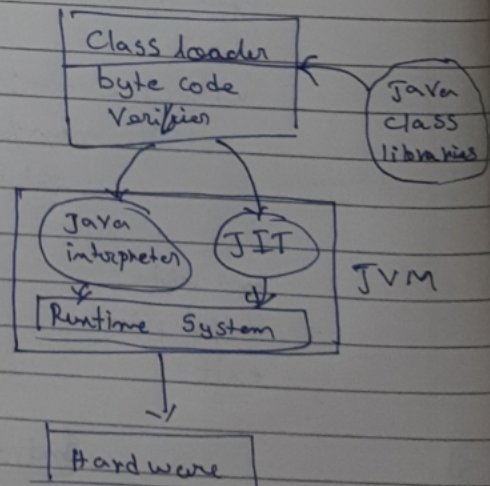 Class loader
byte code
Verifier
Java
class
libraries
Java
interpreter
JIT
JVM
Runtime System
Hardware